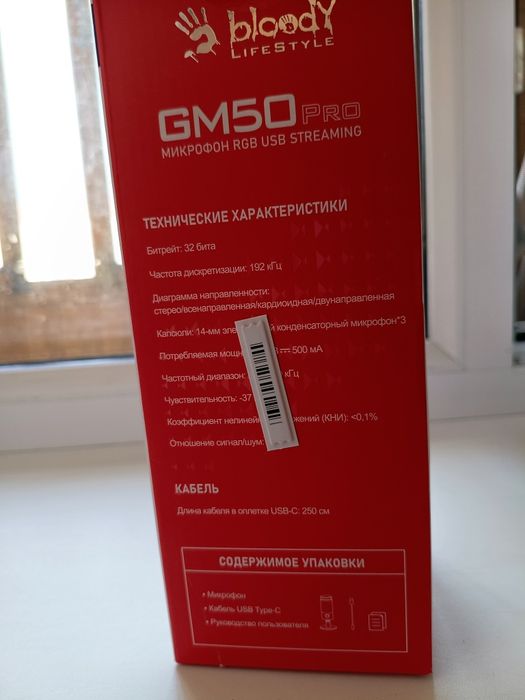 bloody
LIFESTYLE
GM50 PRO
МИКРОФОН RGB USB STREAMING
ТЕХНИЧЕСКИЕ ХАРАКТЕРИСТИКИ
Битрейт: 32 бита
Частота дискретизации: 192 кГц
Диаграмма направленности:
стерео/всенаправленная/кардиоидная/двунаправленная
Капсюли: 14-мм конденсаторный микрофон*3
Потребляемая 500 мА
Частотный диапазон: кГц
Чувствительность: -37
Коэффициент (КНИ): <0,1%
Отношение сигнал/шум:
КАБЕЛЬ
Длина кабеля в оплетке USB-C: 250 см
СОДЕРЖИМОЕ УПАКОВКИ
• Микрофон
• Кабель USB Type-C
• Руководство пользователя